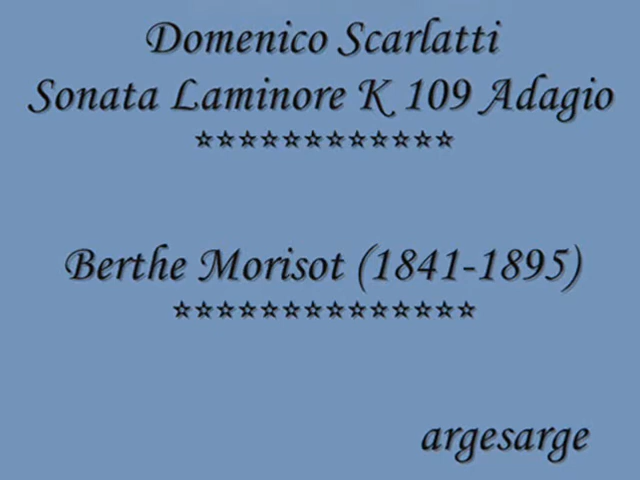 Domenico Scarlatti
Sonata Laminore K 109 Adagio
************
Berthe Morisot (1841-1895)
**************
argesarge